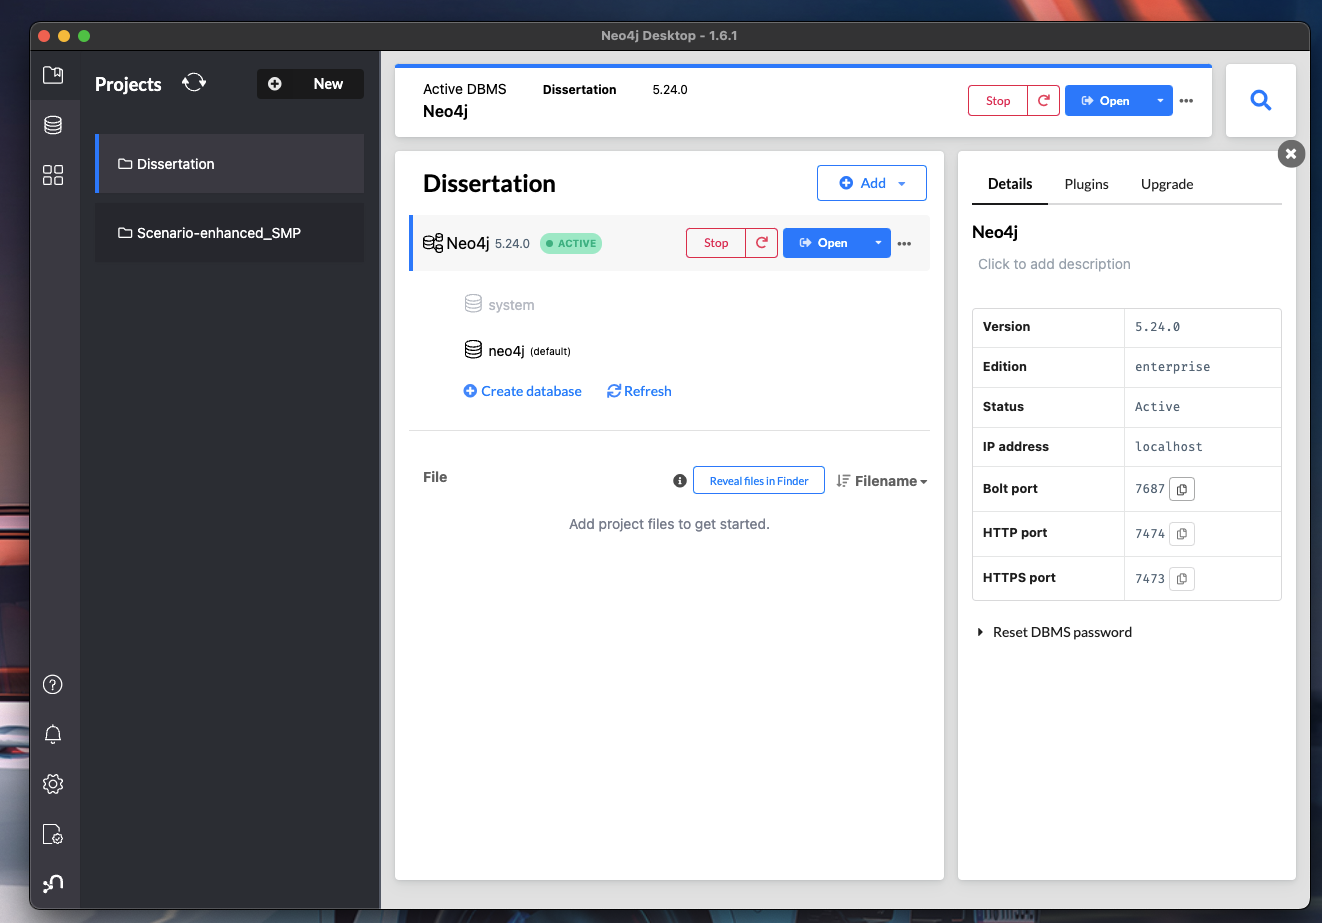 Neo4j Desktop - 1.6.1
Projects
New
Dissertation
Scenario-enhanced_SMP
Active DBMS Dissertation 5.24.0
Neo4j
Stop Open
Dissertation
Add
Neo4j 5.24.0 ACTIVE Stop Open
system
neo4j (default)
Create database Refresh
File Reveal files in Finder Filename
Add project files to get started.
Details Plugins Upgrade
Neo4j
Click to add description
Version 5.24.0
Edition enterprise
Status Active
IP address localhost
Bolt port 7687
HTTP port 7474
HTTPS port 7473
Reset DBMS password